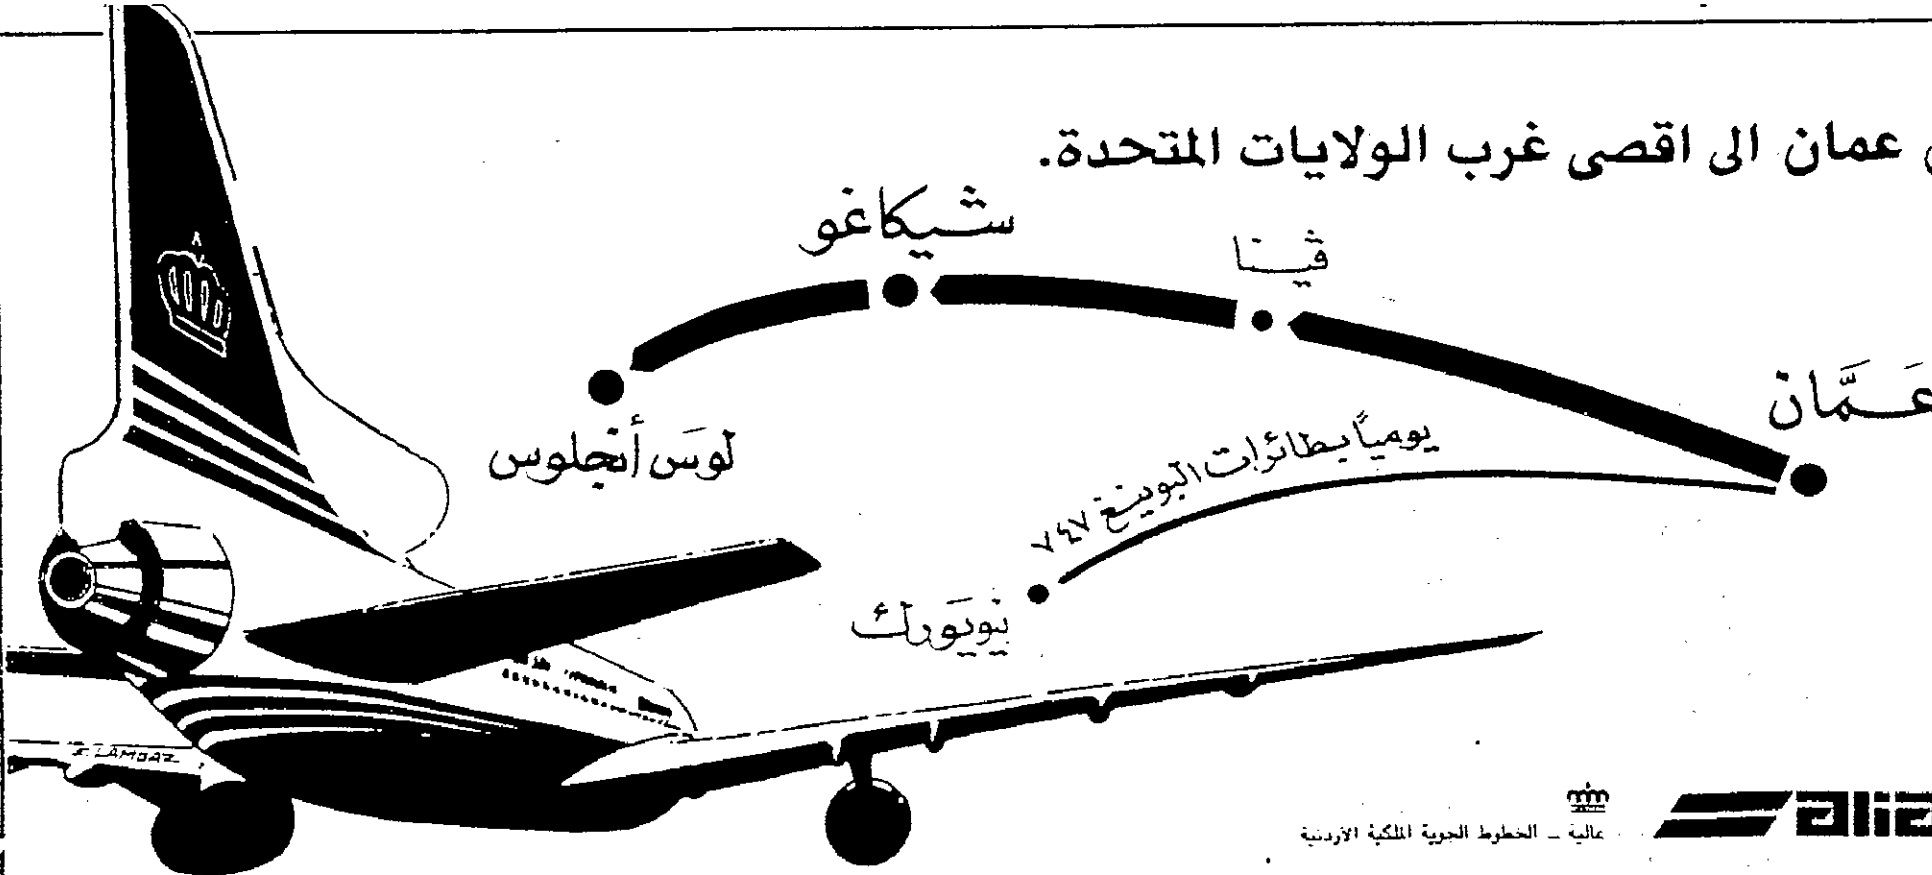 عمان الى اقصى غرب الولايات المتحدة.
شيكاغو
ڤينا
عَمَّان
لوس أنجلوس
يومياً بطائرات البوينغ ٧٤٧
نيويورك
E. LAMDAZ
alia
عالية – الخطوط الجوية الملكية الاردنية